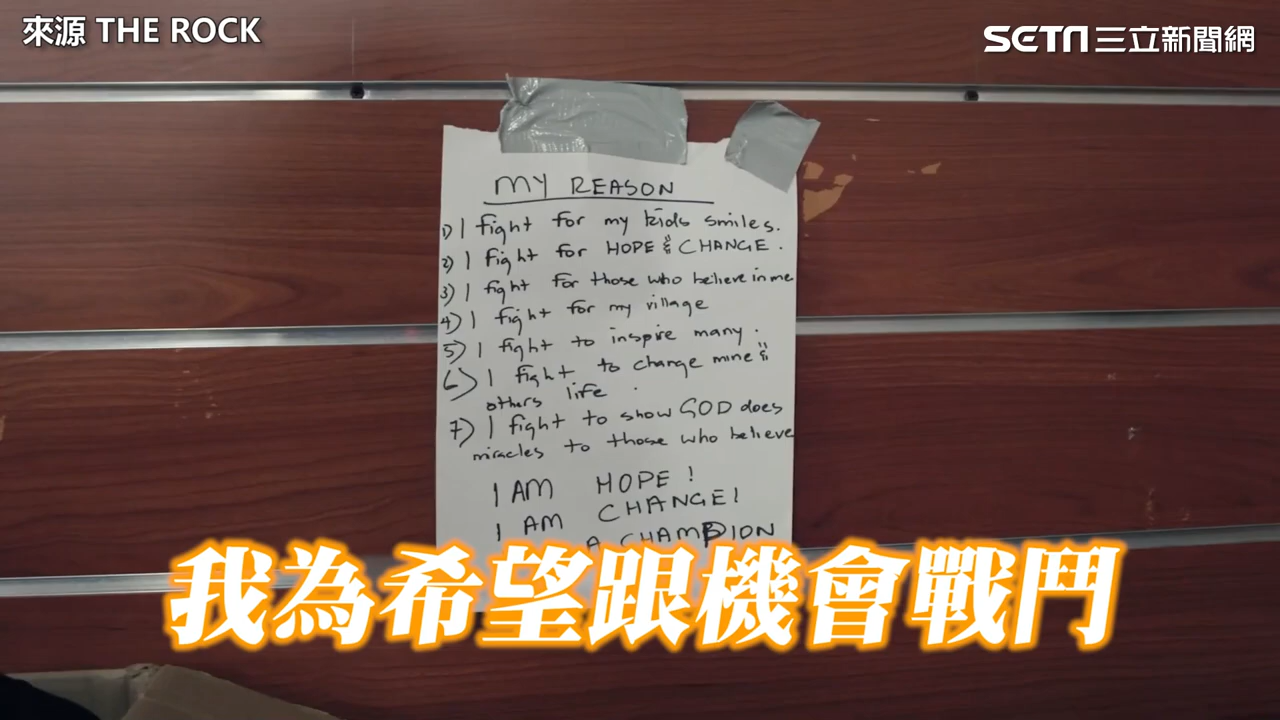 來源 THE ROCK
SETN三立新聞網
MY REASON
1) I fight for my kids smiles.
2) I fight for HOPE & CHANGE.
3) I fight for those who believe in me
4) I fight for my village
5) I fight to inspire many.
6) I fight to change mine &
others life.
7) I fight to show GOD does
miracles to those who believe
I AM HOPE!
I AM CHANGE!
A CHAMPION
我為希望跟機會戰鬥